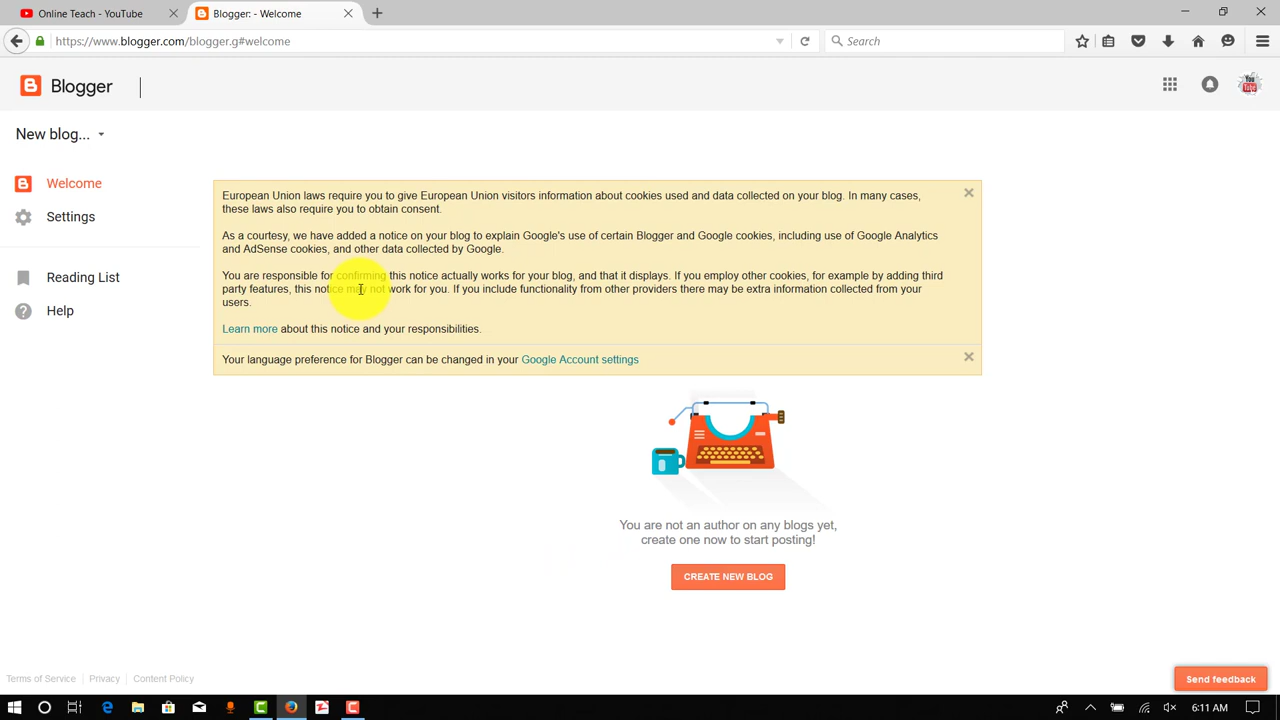 Online Teach - YouTube
Blogger: - Welcome
https://www.blogger.com/blogger.g#welcome
Search
Blogger
You Tube
New blog...
Welcome
Settings
Reading List
Help
European Union laws require you to give European Union visitors information about cookies used and data collected on your blog. In many cases,
these laws also require you to obtain consent.
As a courtesy, we have added a notice on your blog to explain Google's use of certain Blogger and Google cookies, including use of Google Analytics
and AdSense cookies, and other data collected by Google.
You are responsible for confirming this notice actually works for your blog, and that it displays. If you employ other cookies, for example by adding third
party features, this notice may not work for you. If you include functionality from other providers there may be extra information collected from your
users.
Learn more about this notice and your responsibilities.
Your language preference for Blogger can be changed in your Google Account settings
You are not an author on any blogs yet,
create one now to start posting!
CREATE NEW BLOG
Terms of Service | Privacy | Content Policy
Send feedback
6:11 AM